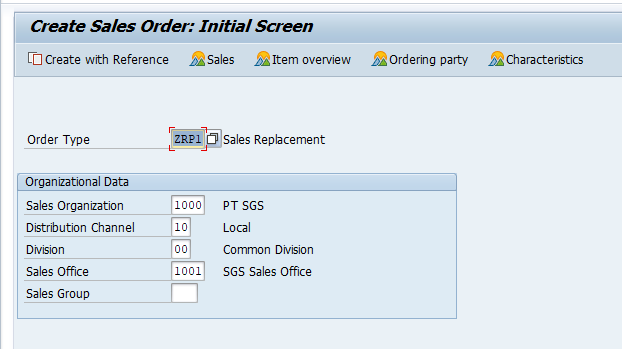 Create Sales Order: Initial Screen
Create with Reference Sales Item overview Ordering party Characteristics
Order Type ZRP1 Sales Replacement
Organizational Data
Sales Organization 1000 PT SGS
Distribution Channel 10 Local
Division 00 Common Division
Sales Office 1001 SGS Sales Office
Sales Group